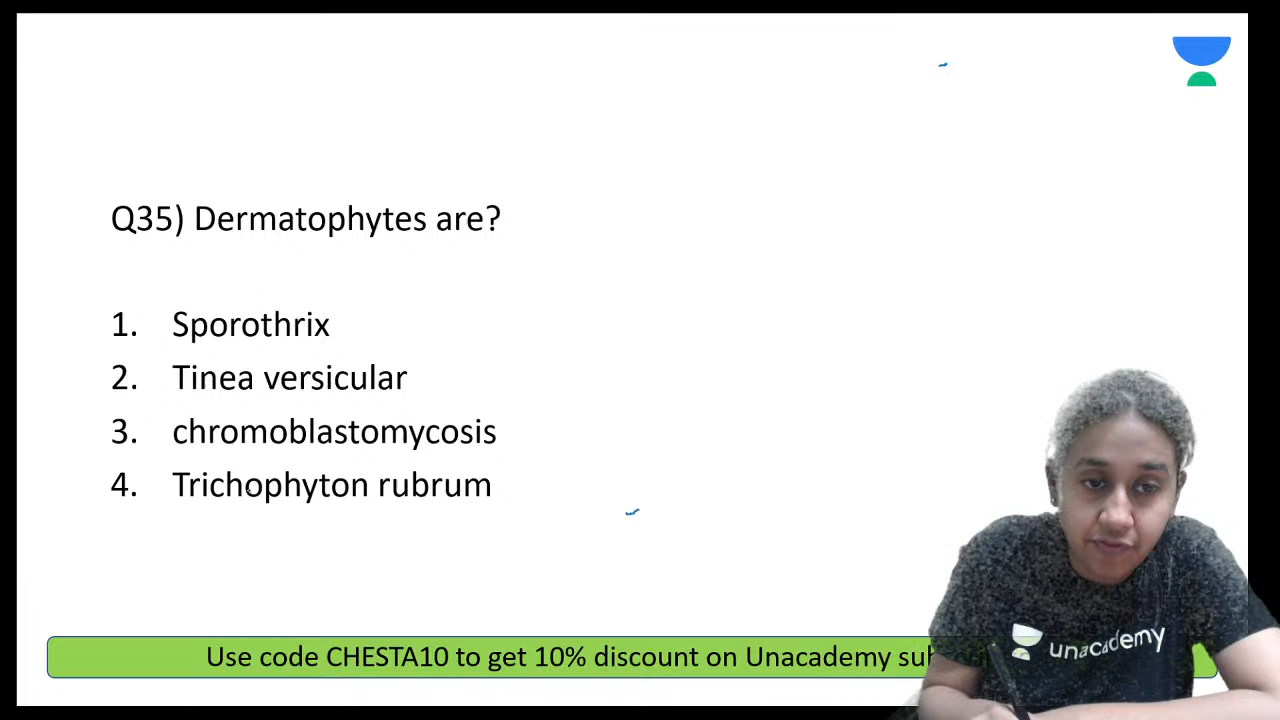 Q35) Dermatophytes are?
1. Sporothrix
2. Tinea versicular
3. chromoblastomycosis
4. Trichophyton rubrum
Use code CHESTA10 to get 10% discount on Unacademy
unacademy